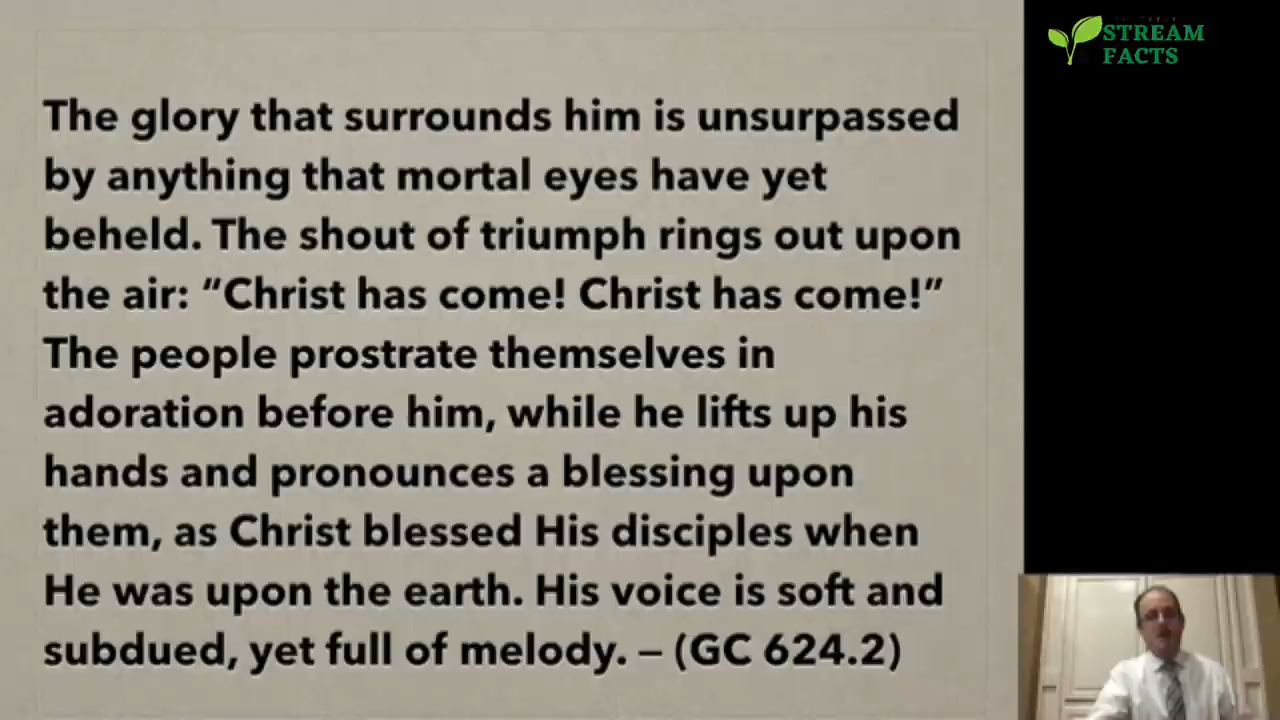 STREAM
FACTS
The glory that surrounds him is unsurpassed
by anything that mortal eyes have yet
beheld. The shout of triumph rings out upon
the air: “Christ has come! Christ has come!”
The people prostrate themselves in
adoration before him, while he lifts up his
hands and pronounces a blessing upon
them, as Christ blessed His disciples when
He was upon the earth. His voice is soft and
subdued, yet full of melody. – (GC 624.2)